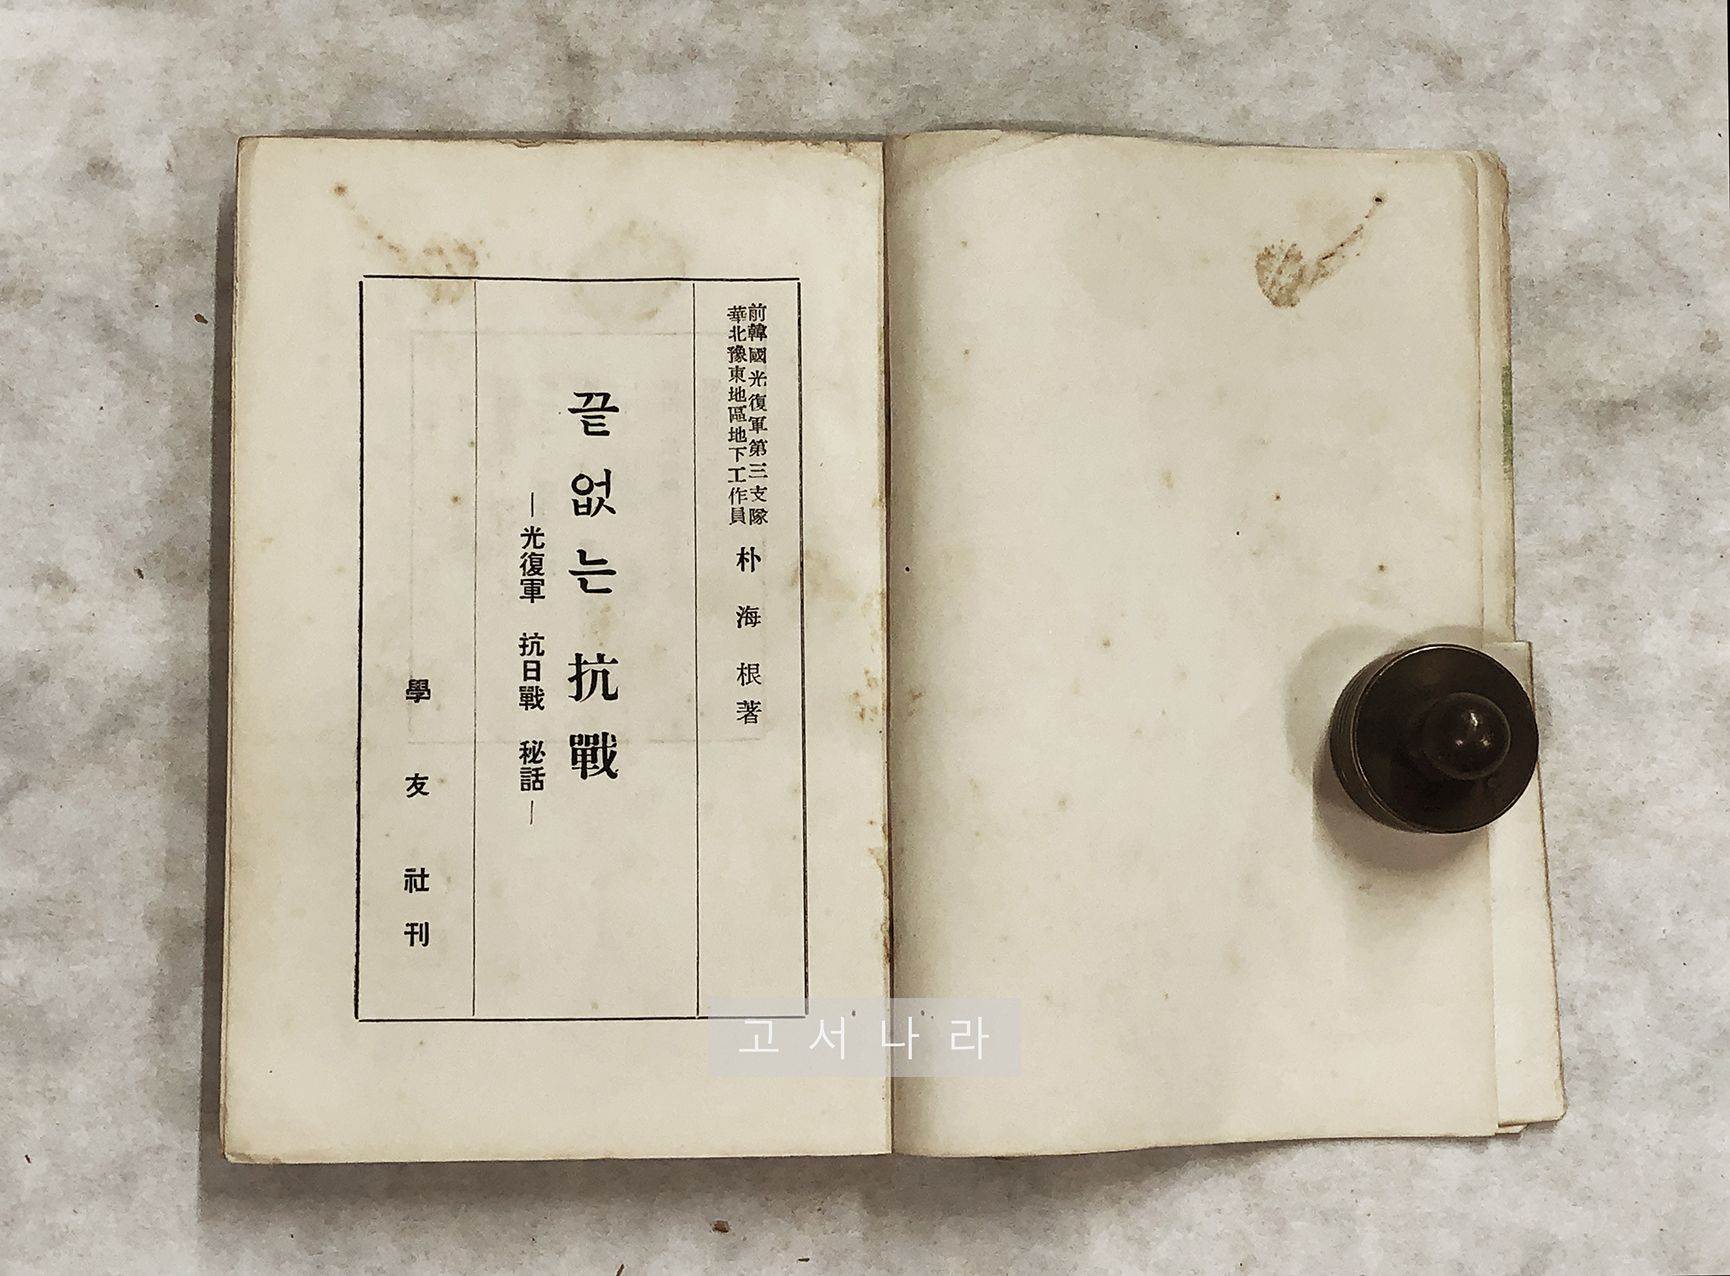 前韓國光復軍第三支隊
華北豫東地區地下工作員
朴海根著
끝없는 抗戰
—光復軍 抗日戰 秘話—
學友社刊
고서나라